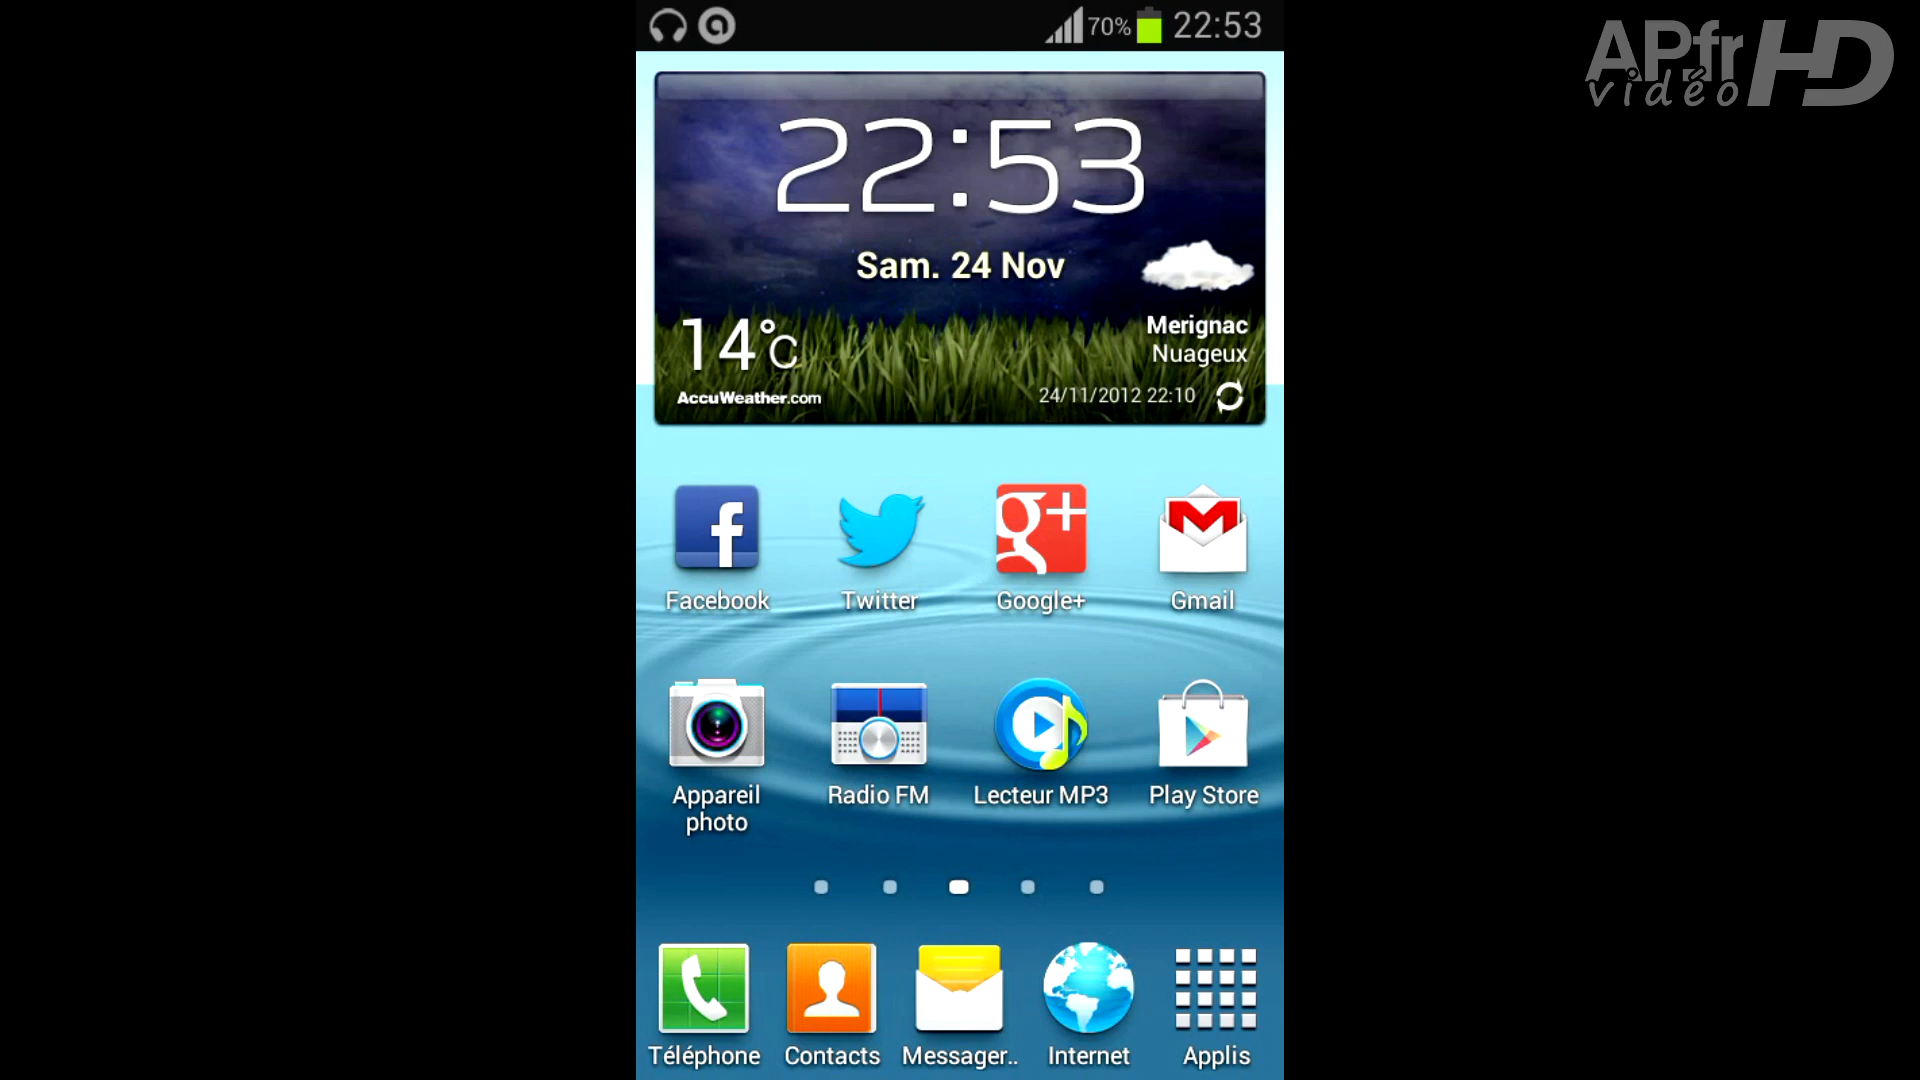 70% 22:53
APfr
vidéo HD
22:53
Sam. 24 Nov
14°C
Merignac
Nuageux
AccuWeather.com
24/11/2012 22:10
Facebook Twitter Google+ Gmail
Appareil photo Radio FM Lecteur MP3 Play Store
Téléphone Contacts Messager.. Internet Applis